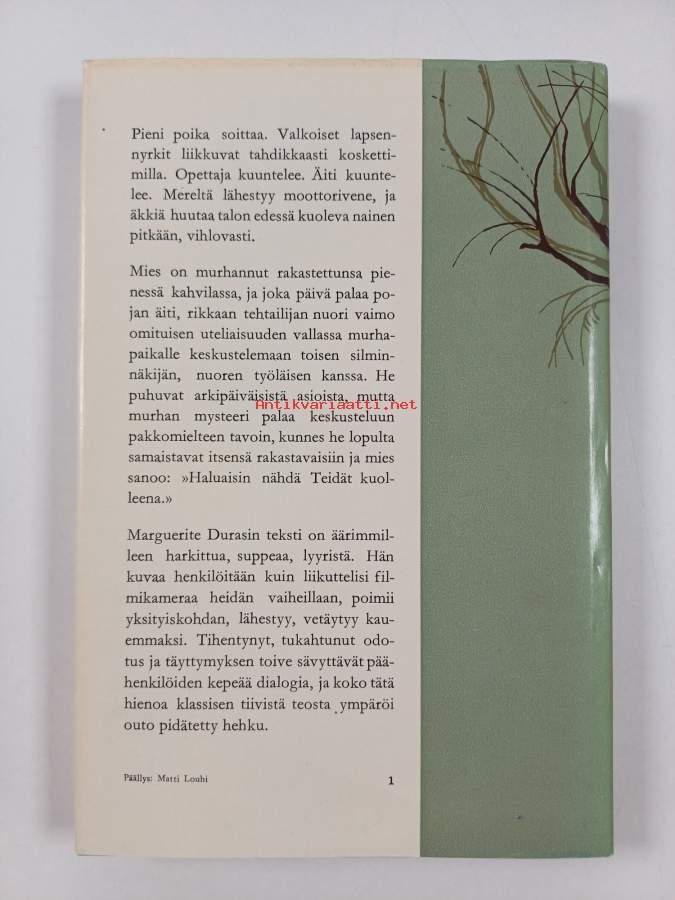 Pieni poika soittaa. Valkoiset lapsen-
nyrkit liikkuvat tahdikkaasti kosketti-
milla. Opettaja kuuntelee. Äiti kuunte-
lee. Mereltä lähestyy moottorivene, ja
äkkiä huutaa talon edessä kuoleva nainen
pitkään, vihlovasti.
Mies on murhannut rakastettunsa pie-
nessä kahvilassa, ja joka päivä palaa po-
jan äiti, rikkaan tehtailijan nuori vaimo
omituisen uteliaisuuden vallassa murha-
paikalle keskustelemaan toisen silmin-
näkijän, nuoren työläisen kanssa. He
puhuvat arkipäiväisistä asioista, mutta
Antikvariaatti.net
murhan mysteeri palaa keskusteluun
pakkomielteen tavoin, kunnes he lopulta
samaistavat itsensä rakastavaisiin ja mies
sanoo: »Haluaisin nähdä Teidät kuol-
leena.»
Marguerite Durasin teksti on äärimmil-
leen harkittua, suppeaa, lyyristä. Hän
kuvaa henkilöitään kuin liikuttelisi fil-
mikameraa heidän vaiheillaan, poimii
yksityiskohdan, lähestyy, vetäytyy kau-
emmaksi. Tihentynyt, tukahtunut odo-
tus ja täyttymyksen toive sävyttävät pää-
henkilöiden kepeää dialogia, ja koko tätä
hienoa klassisen tiivistä teosta ympäröi
outo pidätetty hehku.
Päällys: Matti Louhi 1